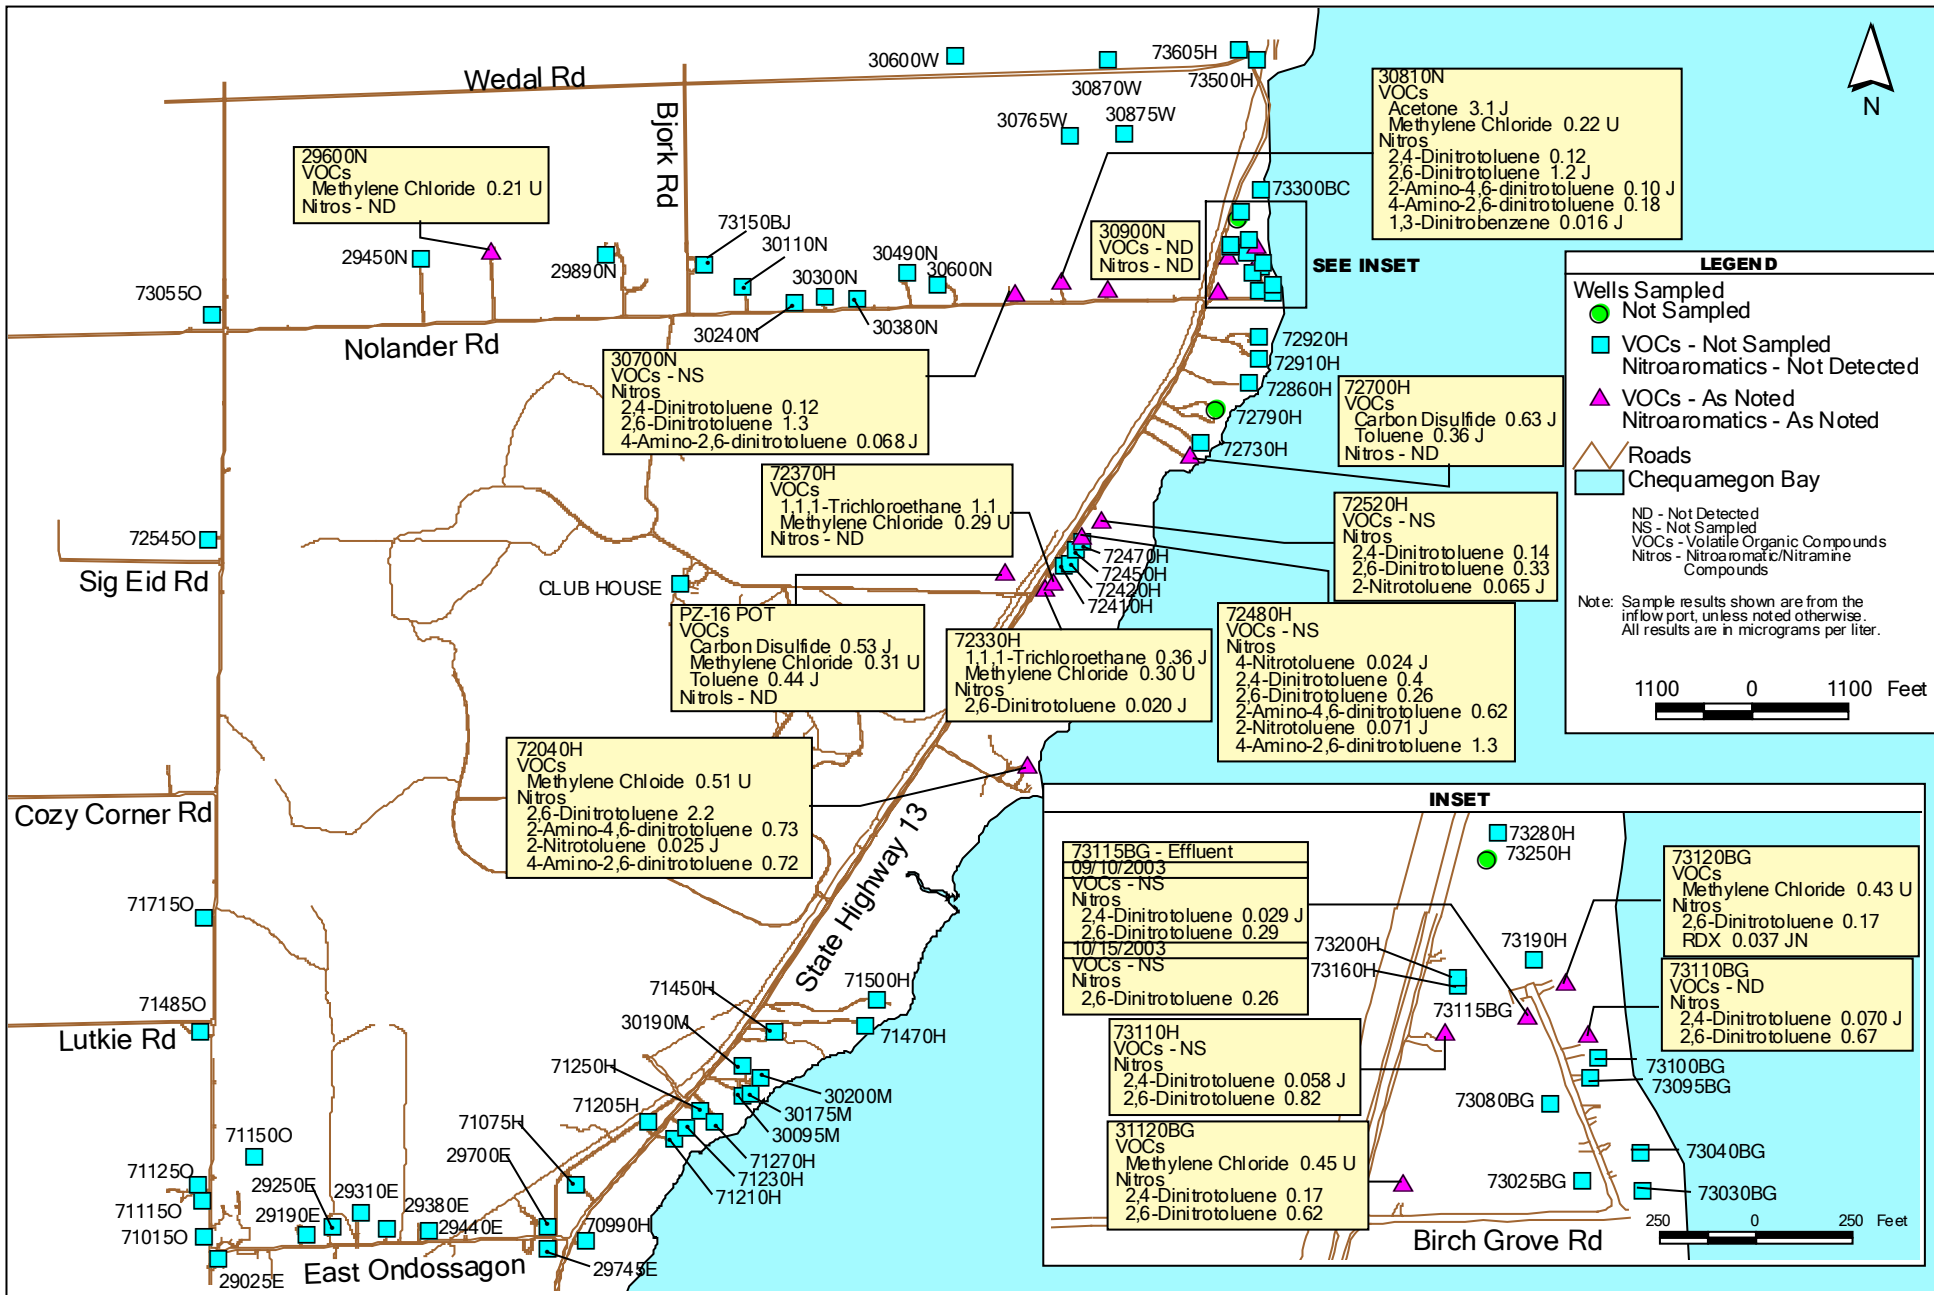 Wedal Rd
30600W
73605H
30870W
73500H
30765W
30875W
N
Bjork Rd
30810N
VOCs
Acetone 3.1 J
Methylene Chloride 0.22 U
Nitros
2,4-Dinitrotoluene 0.12
2,6-Dinitrotoluene 1.2 J
2-Amino-4,6-dinitrotoluene 0.10 J
4-Amino-2,6-dinitrotoluene 0.18
1,3-Dinitrobenzene 0.016 J
29600N
VOCs
Methylene Chloride 0.21 U
Nitros - ND
73300BC
30900N
VOCs - ND
Nitros - ND
SEE INSET
29450N
29890N
73150BJ
30110N
30300N
30490N
30600N
30240N
30380N
73055O
Nolander Rd
30700N
VOCs - NS
Nitros
2,4-Dinitrotoluene 0.12
2,6-Dinitrotoluene 1.3
4-Amino-2,6-dinitrotoluene 0.068 J
72920H
72910H
72860H
72790H
72730H
72700H
VOCs
Carbon Disulfide 0.63 J
Toluene 0.36 J
Nitros - ND
LEGEND
Wells Sampled
Not Sampled
VOCs - Not Sampled
Nitroaromatics - Not Detected
VOCs - As Noted
Nitroaromatics - As Noted
Roads
Chequamegon Bay
ND - Not Detected
NS - Not Sampled
VOCs - Volatile Organic Compounds
Nitros - Nitroaromatic/Nitramine
Compounds
Note: Sample results shown are from the
inflow port, unless noted otherwise.
All results are in micrograms per liter.
1100 0 1100 Feet
72370H
VOCs
1,1,1-Trichloroethane 1.1
Methylene Chloride 0.29 U
Nitros - ND
72520H
VOCs - NS
Nitros
2,4-Dinitrotoluene 0.14
2,6-Dinitrotoluene 0.33
2-Nitrotoluene 0.065 J
72470H
72450H
72420H
72410H
72545O
Sig Eid Rd
CLUB HOUSE
PZ-16 POT
VOCs
Carbon Disulfide 0.53 J
Methylene Chloride 0.31 U
Toluene 0.44 J
Nitrols - ND
72330H
1,1,1-Trichloroethane 0.36 J
Methylene Chloride 0.30 U
Nitros
2,6-Dinitrotoluene 0.020 J
72480H
VOCs - NS
Nitros
4-Nitrotoluene 0.024 J
2,4-Dinitrotoluene 0.4
2,6-Dinitrotoluene 0.26
2-Amino-4,6-dinitrotoluene 0.62
2-Nitrotoluene 0.071 J
4-Amino-2,6-dinitrotoluene 1.3
72040H
VOCs
Methylene Chloide 0.51 U
Nitros
2,6-Dinitrotoluene 2.2
2-Amino-4,6-dinitrotoluene 0.73
2-Nitrotoluene 0.025 J
4-Amino-2,6-dinitrotoluene 0.72
Cozy Corner Rd
State Highway 13
71715O
71485O
Lutkie Rd
71500H
71450H
71470H
30190M
71250H
30200M
30175M
30095M
71205H
71075H
71270H
71230H
71210H
29700E
71150O
71125O
71115O
71015O
29250E
29310E
29380E
29190E
29440E
70990H
29745E
29025E
East Ondossagon
INSET
73280H
73250H
73115BG - Effluent
09/10/2003
VOCs - NS
Nitros
2,4-Dinitrotoluene 0.029 J
2,6-Dinitrotoluene 0.29
10/15/2003
VOCs - NS
Nitros
2,6-Dinitrotoluene 0.26
73120BG
VOCs
Methylene Chloride 0.43 U
Nitros
2,6-Dinitrotoluene 0.17
RDX 0.037 JN
73200H
73160H
73190H
73115BG
73110BG
VOCs - ND
Nitros
2,4-Dinitrotoluene 0.070 J
2,6-Dinitrotoluene 0.67
73110H
VOCs - NS
Nitros
2,4-Dinitrotoluene 0.058 J
2,6-Dinitrotoluene 0.82
73100BG
73095BG
73080BG
31120BG
VOCs
Methylene Chloride 0.45 U
Nitros
2,4-Dinitrotoluene 0.17
2,6-Dinitrotoluene 0.62
73040BG
73025BG
73030BG
250 0 250 Feet
Birch Grove Rd